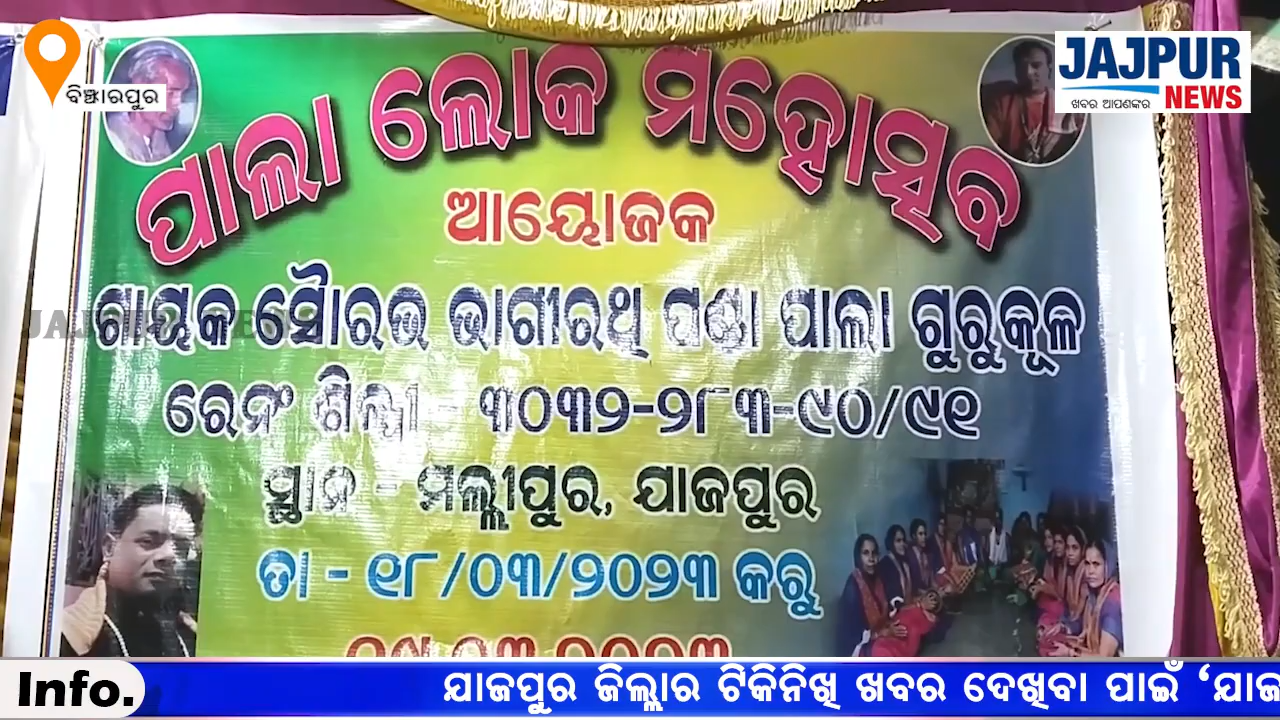 ବିଞ୍ଝାରପୁର
JAJPUR
ଖବର ଆପଣଙ୍କର NEWS
ପାଲା ଲୋକ ମହୋତ୍ସବ
ଆୟୋଜକ
ଗାୟକ ସୌରଭ ଭାଗୀରଥି ପଣ୍ଡା ପାଲା ଗୁରୁକୂଳ
ରେଜିଂ ଶିଳ୍ପୀ - ୩୦୩୨-୨୮୩-୯୦/୯୧
ସ୍ଥାନ - ମଲ୍ଲୀପୁର, ଯାଜପୁର
ତା - ୧୮/୦୩/୨୦୨୩ କରୁ
Info.
ଯାଜପୁର ଜିଲ୍ଲାର ଟିକିନିଖି ଖବର ଦେଖିବା ପାଇଁ ‘ଯାଜ